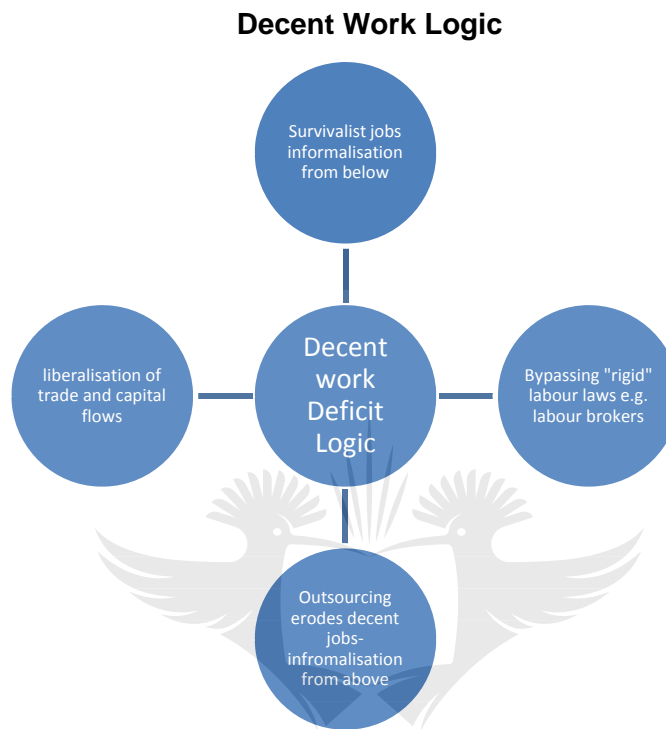 Decent Work Logic
Survivalist jobs
informalisation
from below
liberalisation of
trade and capital
flows
Decent
work
Deficit
Logic
Bypassing "rigid"
labour laws e.g.
labour brokers
Outsourcing
erodes decent
jobs-
infromalisation
from above